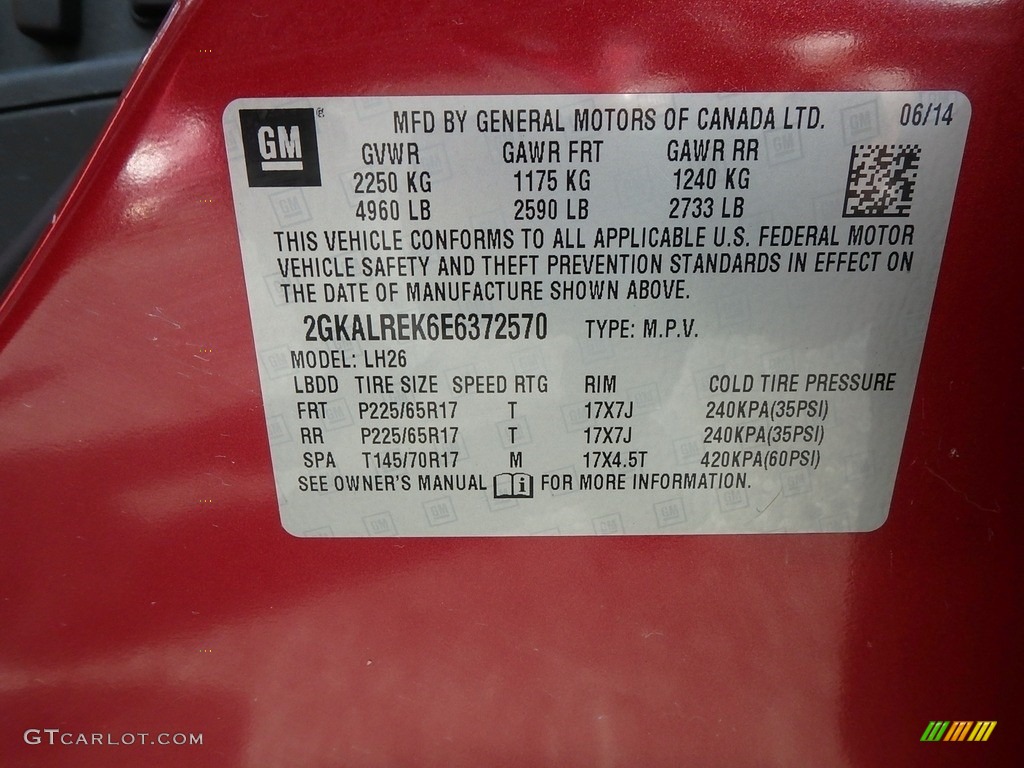 GM ®
MFD BY GENERAL MOTORS OF CANADA LTD. 06/14
GVWR GAWR FRT GAWR RR
2250 KG 1175 KG 1240 KG
4960 LB 2590 LB 2733 LB
THIS VEHICLE CONFORMS TO ALL APPLICABLE U.S. FEDERAL MOTOR
VEHICLE SAFETY AND THEFT PREVENTION STANDARDS IN EFFECT ON
THE DATE OF MANUFACTURE SHOWN ABOVE.
2GKALREK6E6372570 TYPE: M.P.V.
MODEL: LH26
LBDD TIRE SIZE SPEED RTG RIM COLD TIRE PRESSURE
FRT P225/65R17 T 17X7J 240KPA(35PSI)
RR P225/65R17 T 17X7J 240KPA(35PSI)
SPA T145/70R17 M 17X4.5T 420KPA(60PSI)
SEE OWNER'S MANUAL i FOR MORE INFORMATION.
GTCARLOT.COM